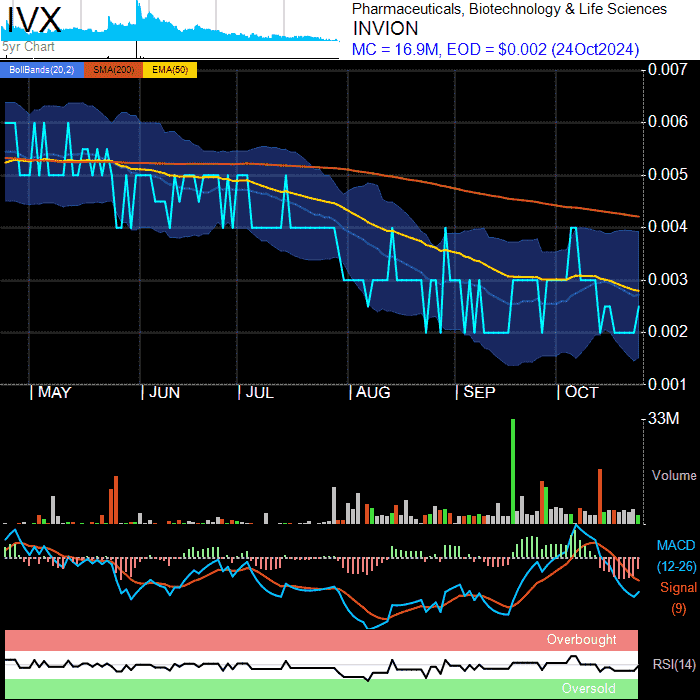 IVX
5yr Chart
Pharmaceuticals, Biotechnology & Life Sciences
INVION
MC = 16.9M, EOD = $0.002 (24Oct2024)
BollBands(20,2) SMA(200) EMA(50)
0.007
0.006
0.005
0.004
0.003
0.002
0.001
MAY JUN JUL AUG SEP OCT
33M
Volume
MACD
(12-26)
Signal
(9)
Overbought
RSI(14)
Oversold